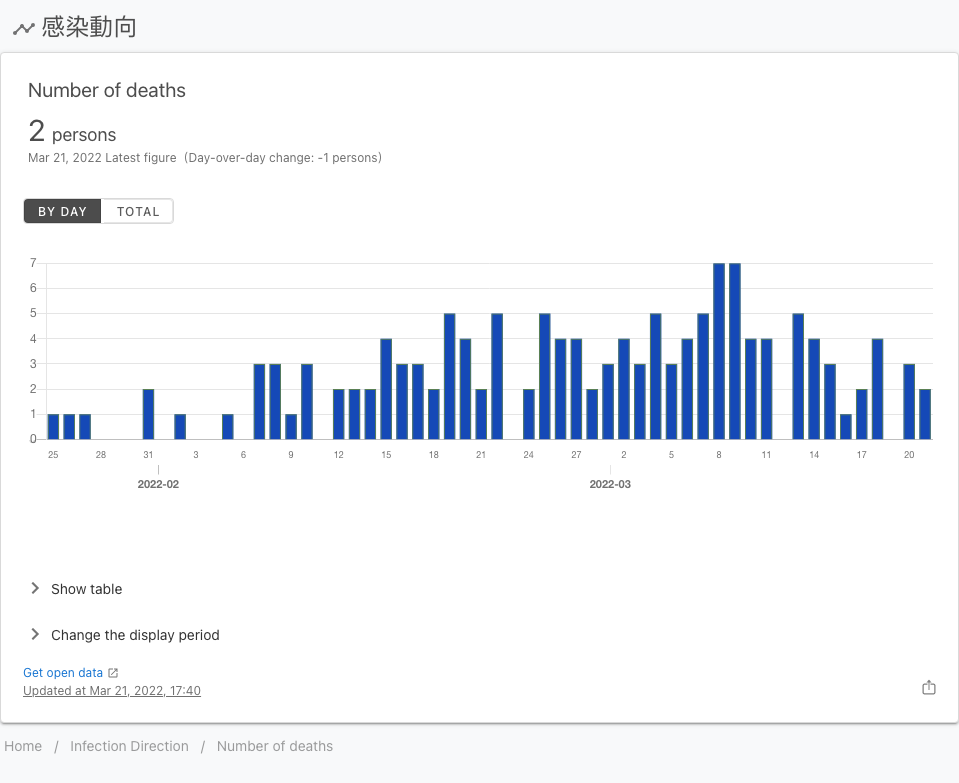 感染動向
Number of deaths
2 persons
Mar 21, 2022 Latest figure (Day-over-day change: -1 persons)
BY DAY TOTAL
7
6
5
4
3
2
1
0
25 28 31 3 6 9 12 15 18 21 24 27 2 5 8 11 14 17 20
2022-02 2022-03
Show table
Change the display period
Get open data
Updated at Mar 21, 2022, 17:40
Home / Infection Direction / Number of deaths